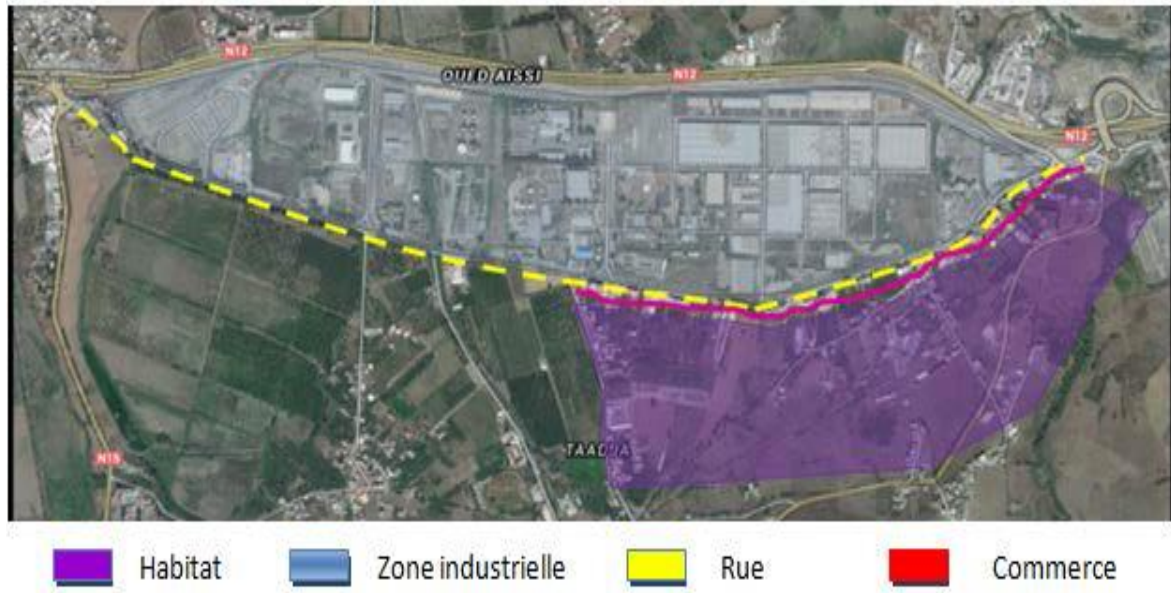 N12
OUED AISSI
N12
N12
N15
Habitat
Zone industrielle
Rue
Commerce